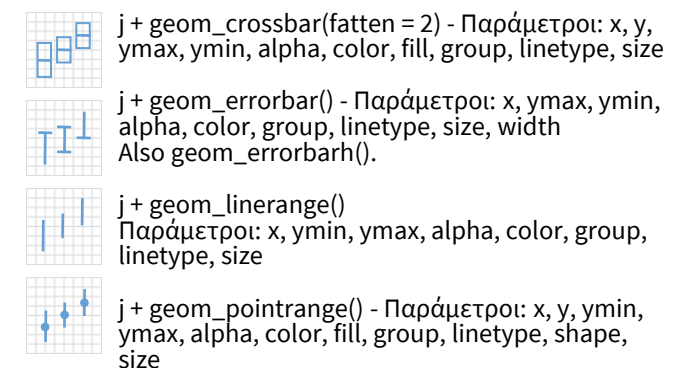 j + geom_crossbar(fatten = 2) - Παράμετροι: x, y,
ymax, ymin, alpha, color, fill, group, linetype, size
j + geom_errorbar() - Παράμετροι: x, ymax, ymin,
alpha, color, group, linetype, size, width
Also geom_errorbarh().
j + geom_linerange()
Παράμετροι: x, ymin, ymax, alpha, color, group,
linetype, size
j + geom_pointrange() - Παράμετροι: x, y, ymin,
ymax, alpha, color, fill, group, linetype, shape,
size